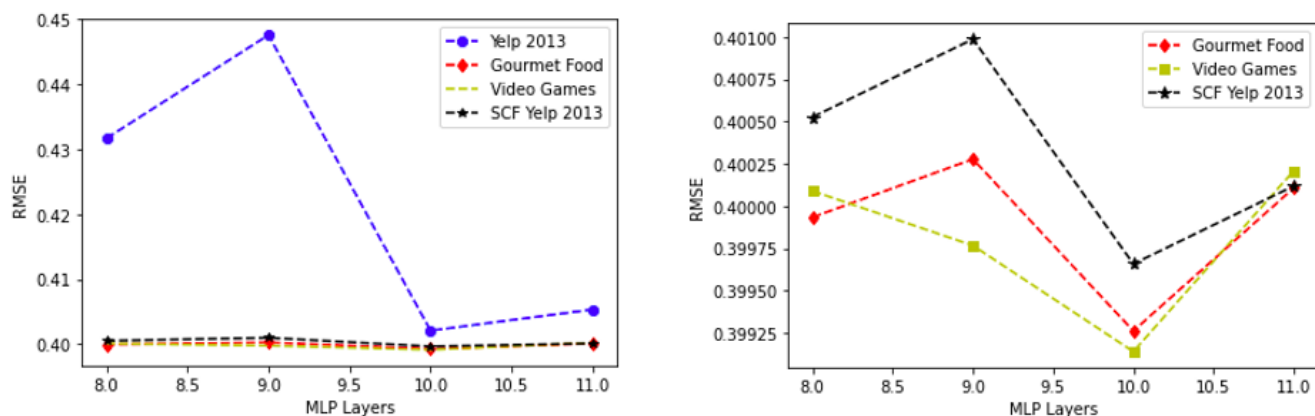 0.45
0.44
0.43
0.42
0.41
0.40
RMSE
8.0 8.5 9.0 9.5 10.0 10.5 11.0
MLP Layers
Yelp 2013
Gourmet Food
Video Games
SCF Yelp 2013
0.40100
0.40075
0.40050
0.40025
0.40000
0.39975
0.39950
0.39925
RMSE
8.0 8.5 9.0 9.5 10.0 10.5 11.0
MLP Layers
Gourmet Food
Video Games
SCF Yelp 2013